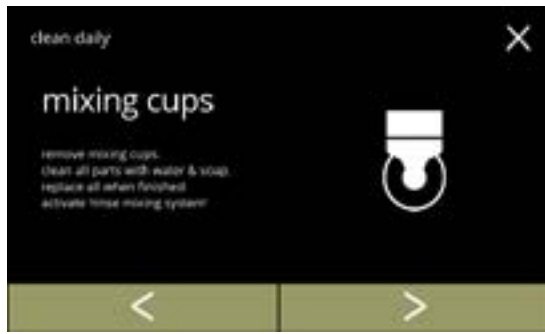 clean daily
mixing cups
remove mixing cups.
clean all parts with water & soap.
replace all when finished
activate 'rinse mixing system'